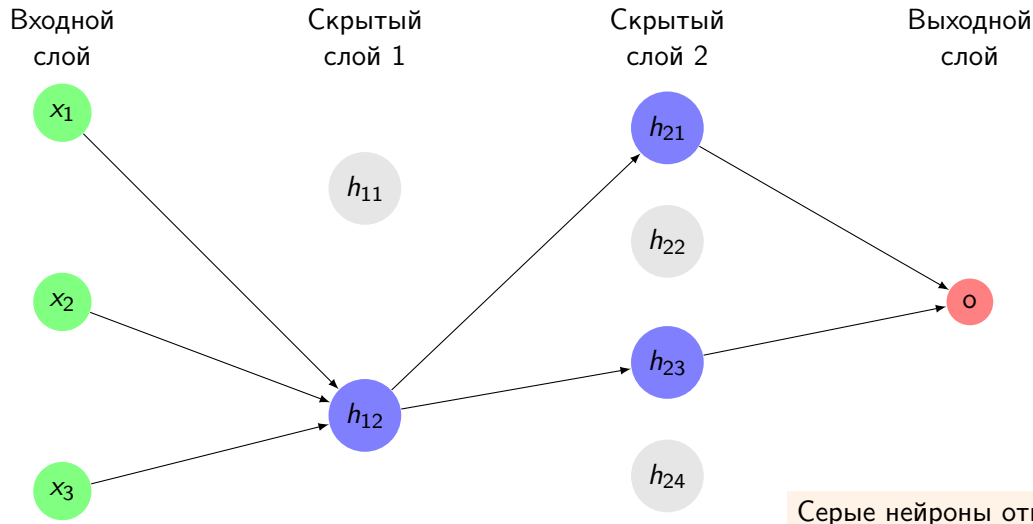 Входной
слой
Скрытый
слой 1
Скрытый
слой 2
Выходной
слой
x1
x2
x3
h11
h12
h21
h22
h23
h24
o
Серые нейроны